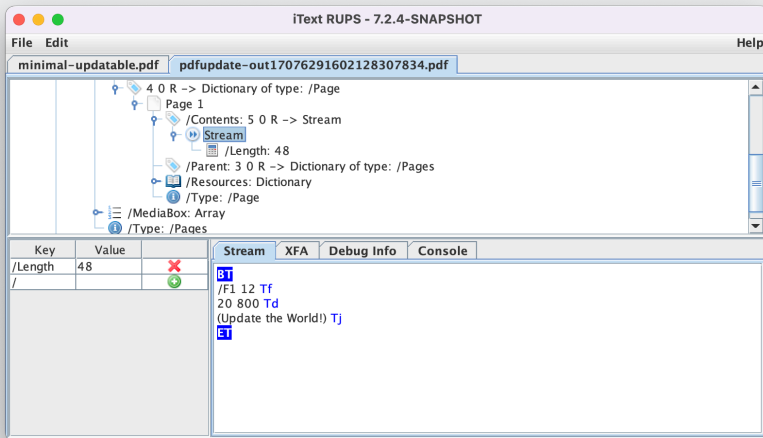 iText RUPS - 7.2.4-SNAPSHOT
File Edit Help
minimal-updatable.pdf pdfupdate-out17076291602128307834.pdf
4 0 R -> Dictionary of type: /Page
Page 1
/Contents: 5 0 R -> Stream
Stream
/Length: 48
/Parent: 3 0 R -> Dictionary of type: /Pages
/Resources: Dictionary
/Type: /Page
/MediaBox: Array
/Type: /Pages
Key Value
/Length 48
/
Stream XFA Debug Info Console
BT
/F1 12 Tf
20 800 Td
(Update the World!) Tj
ET